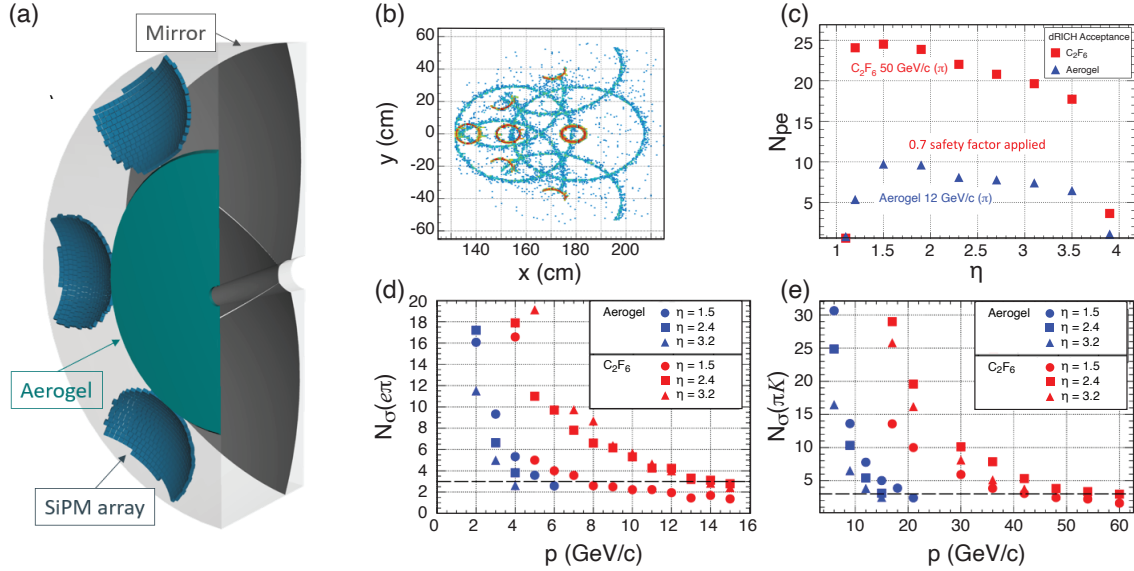 (a)
Mirror
Aerogel
SiPM array
(b)
y (cm)
60
40
20
0
-20
-40
-60
140 160 180 200
x (cm)
(c)
N_pe
25
20
15
10
5
dRICH Acceptance
C₂F₆
Aerogel
C₂F₆ 50 GeV/c (π)
0.7 safety factor applied
Aerogel 12 GeV/c (π)
1 1.5 2 2.5 3 3.5 4
η
(d)
N_σ(eπ)
20
18
16
14
12
10
8
6
4
2
0
Aerogel
η = 1.5
η = 2.4
η = 3.2
C₂F₆
η = 1.5
η = 2.4
η = 3.2
0 2 4 6 8 10 12 14 16
p (GeV/c)
(e)
N_σ(πK)
30
25
20
15
10
5
Aerogel
η = 1.5
η = 2.4
η = 3.2
C₂F₆
η = 1.5
η = 2.4
η = 3.2
10 20 30 40 50 60
p (GeV/c)